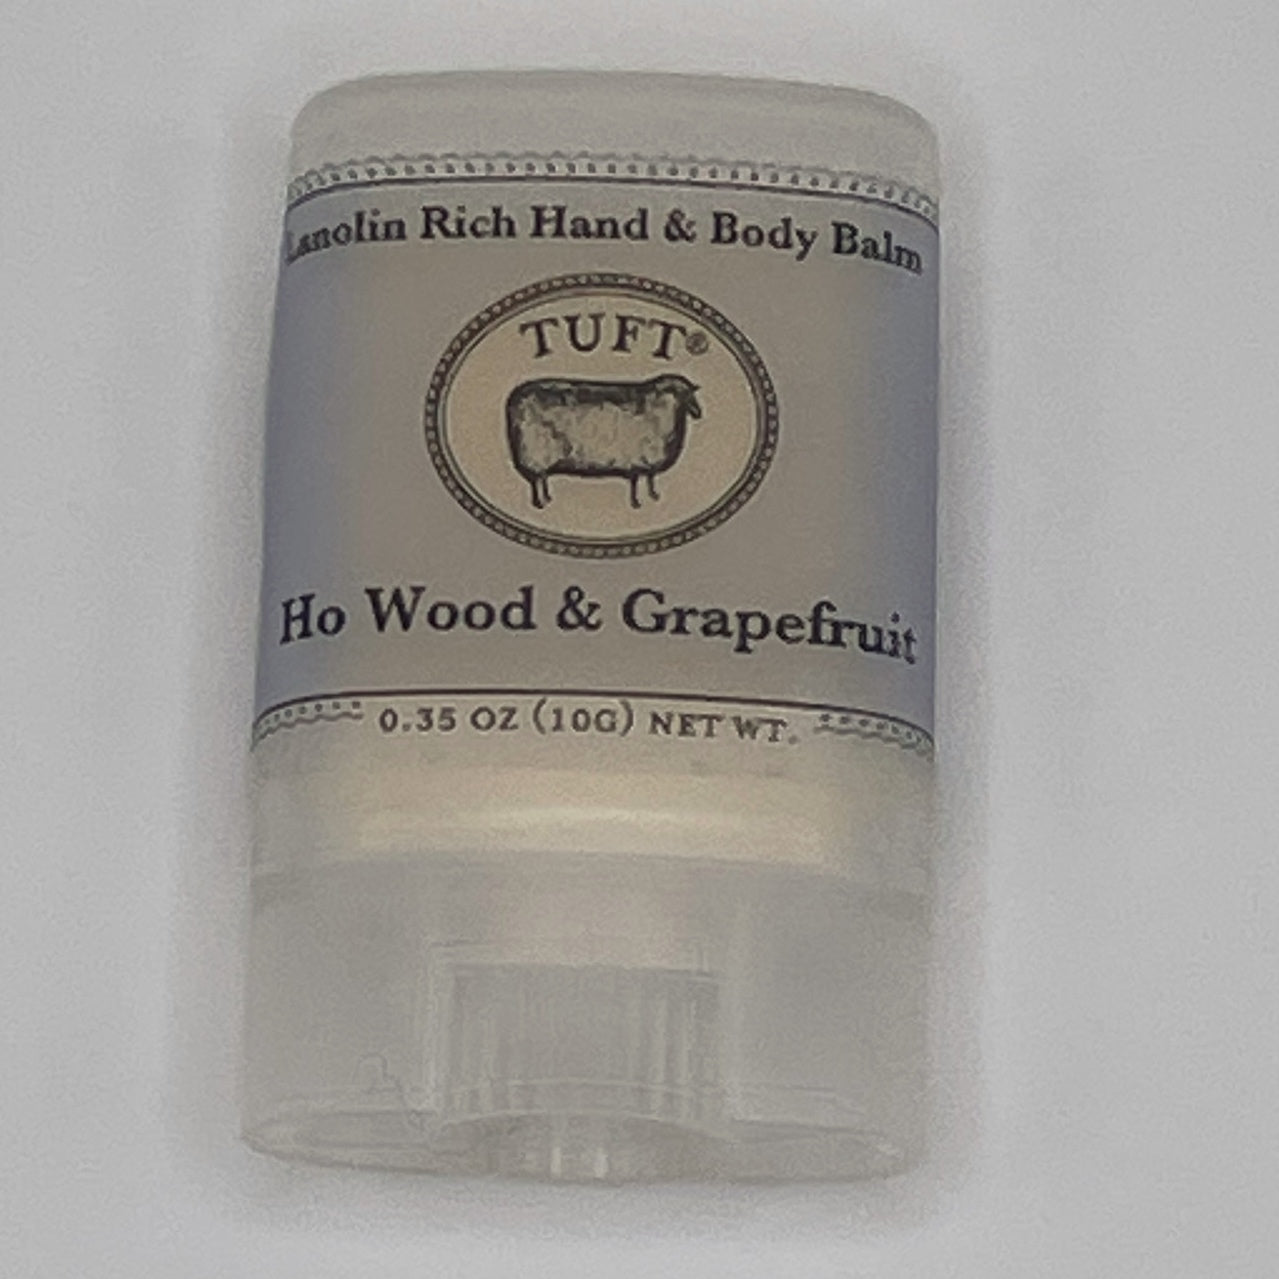 Lanolin Rich Hand & Body Balm
TUFT®
Ho Wood & Grapefruit
0.35 OZ (10G) NET WT.